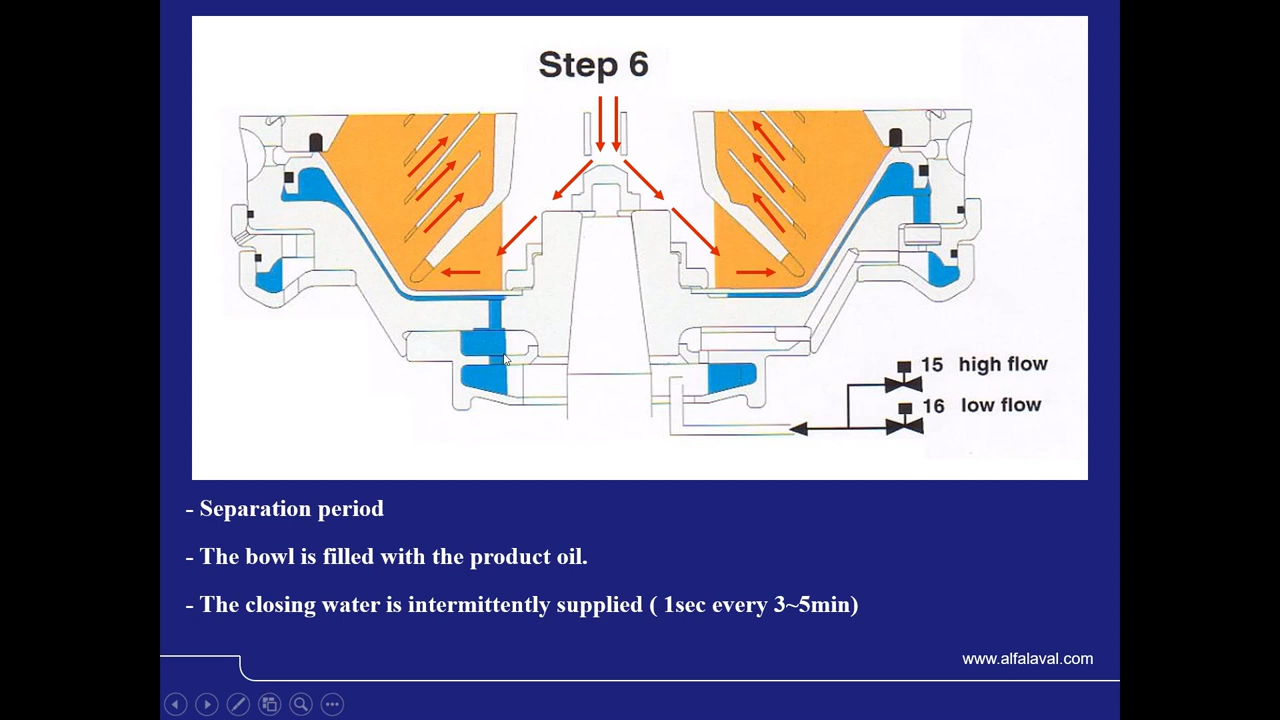 Step 6
15 high flow
16 low flow
- Separation period
- The bowl is filled with the product oil.
- The closing water is intermittently supplied ( 1sec every 3~5min)
www.alfalaval.com